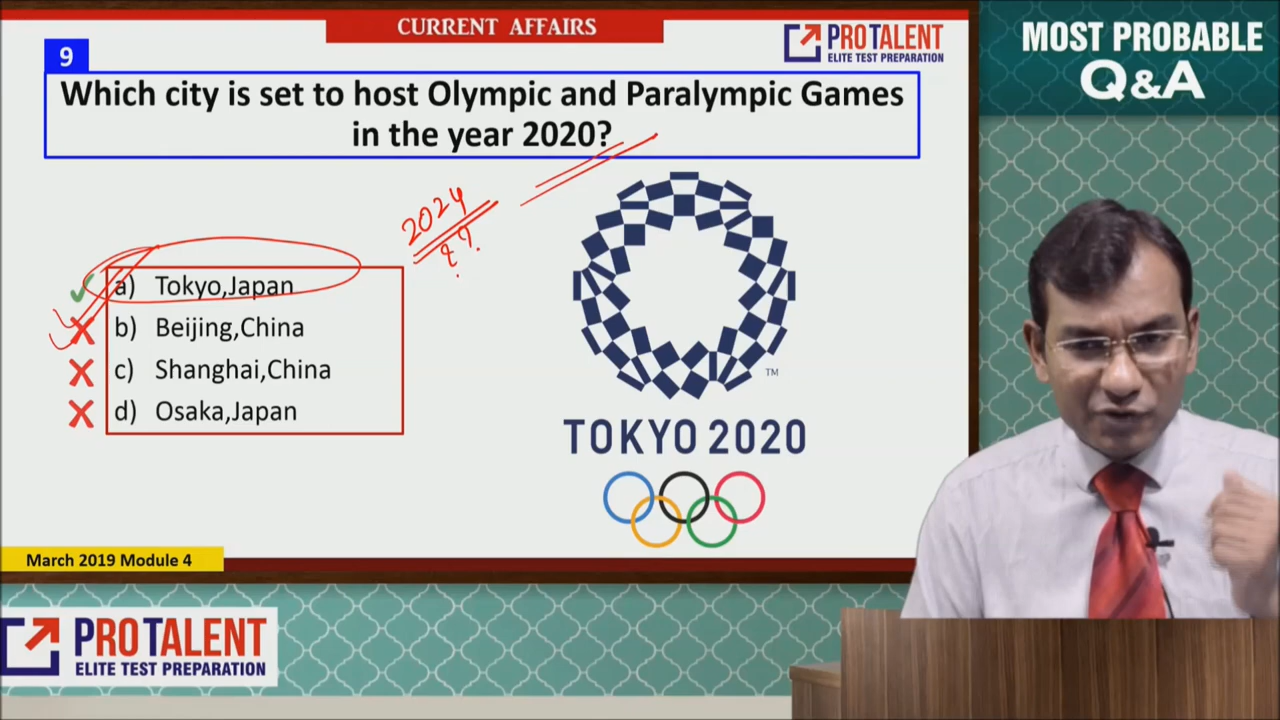 CURRENT AFFAIRS
PROTALENT
ELITE TEST PREPARATION
MOST PROBABLE
Q&A
9
Which city is set to host Olympic and Paralympic Games
in the year 2020?
2024
??
a) Tokyo,Japan
b) Beijing,China
c) Shanghai,China
d) Osaka,Japan
TM
TOKYO 2020
March 2019 Module 4
PROTALENT
ELITE TEST PREPARATION